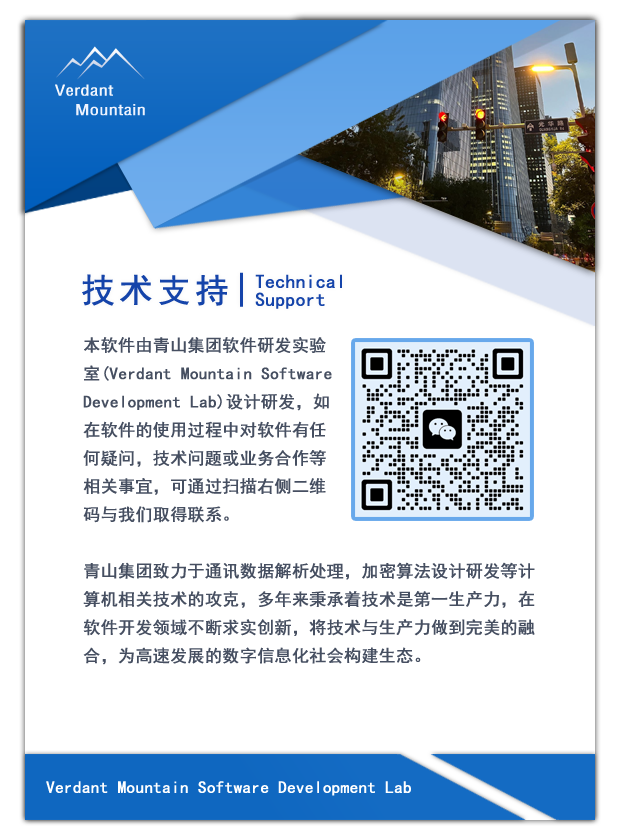 Verdant
Mountain
光华路
技术支持
Technical
Support
本软件由青山集团软件研发实验
室(Verdant Mountain Software
Development Lab)设计研发，如
在软件的使用过程中对软件有任
何疑问，技术问题或业务合作等
相关事宜，可通过扫描右侧二维
码与我们取得联系。
青山集团致力于通讯数据解析处理，加密算法设计研发等计
算机相关技术的攻克，多年来秉承着技术是第一生产力，在
软件开发领域不断求实创新，将技术与生产力做到完美的融
合，为高速发展的数字信息化社会构建生态。
Verdant Mountain Software Development Lab